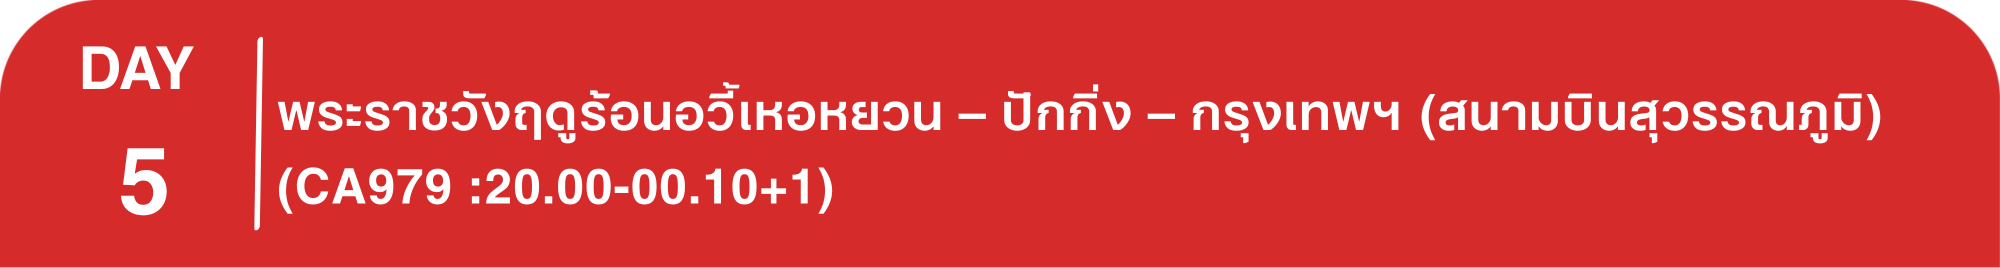 DAY
5
พระราชวังฤดูร้อนอวี้เหอหยวน – ปักกิ่ง – กรุงเทพฯ (สนามบินสุวรรณภูมิ)
(CA979 :20.00-00.10+1)